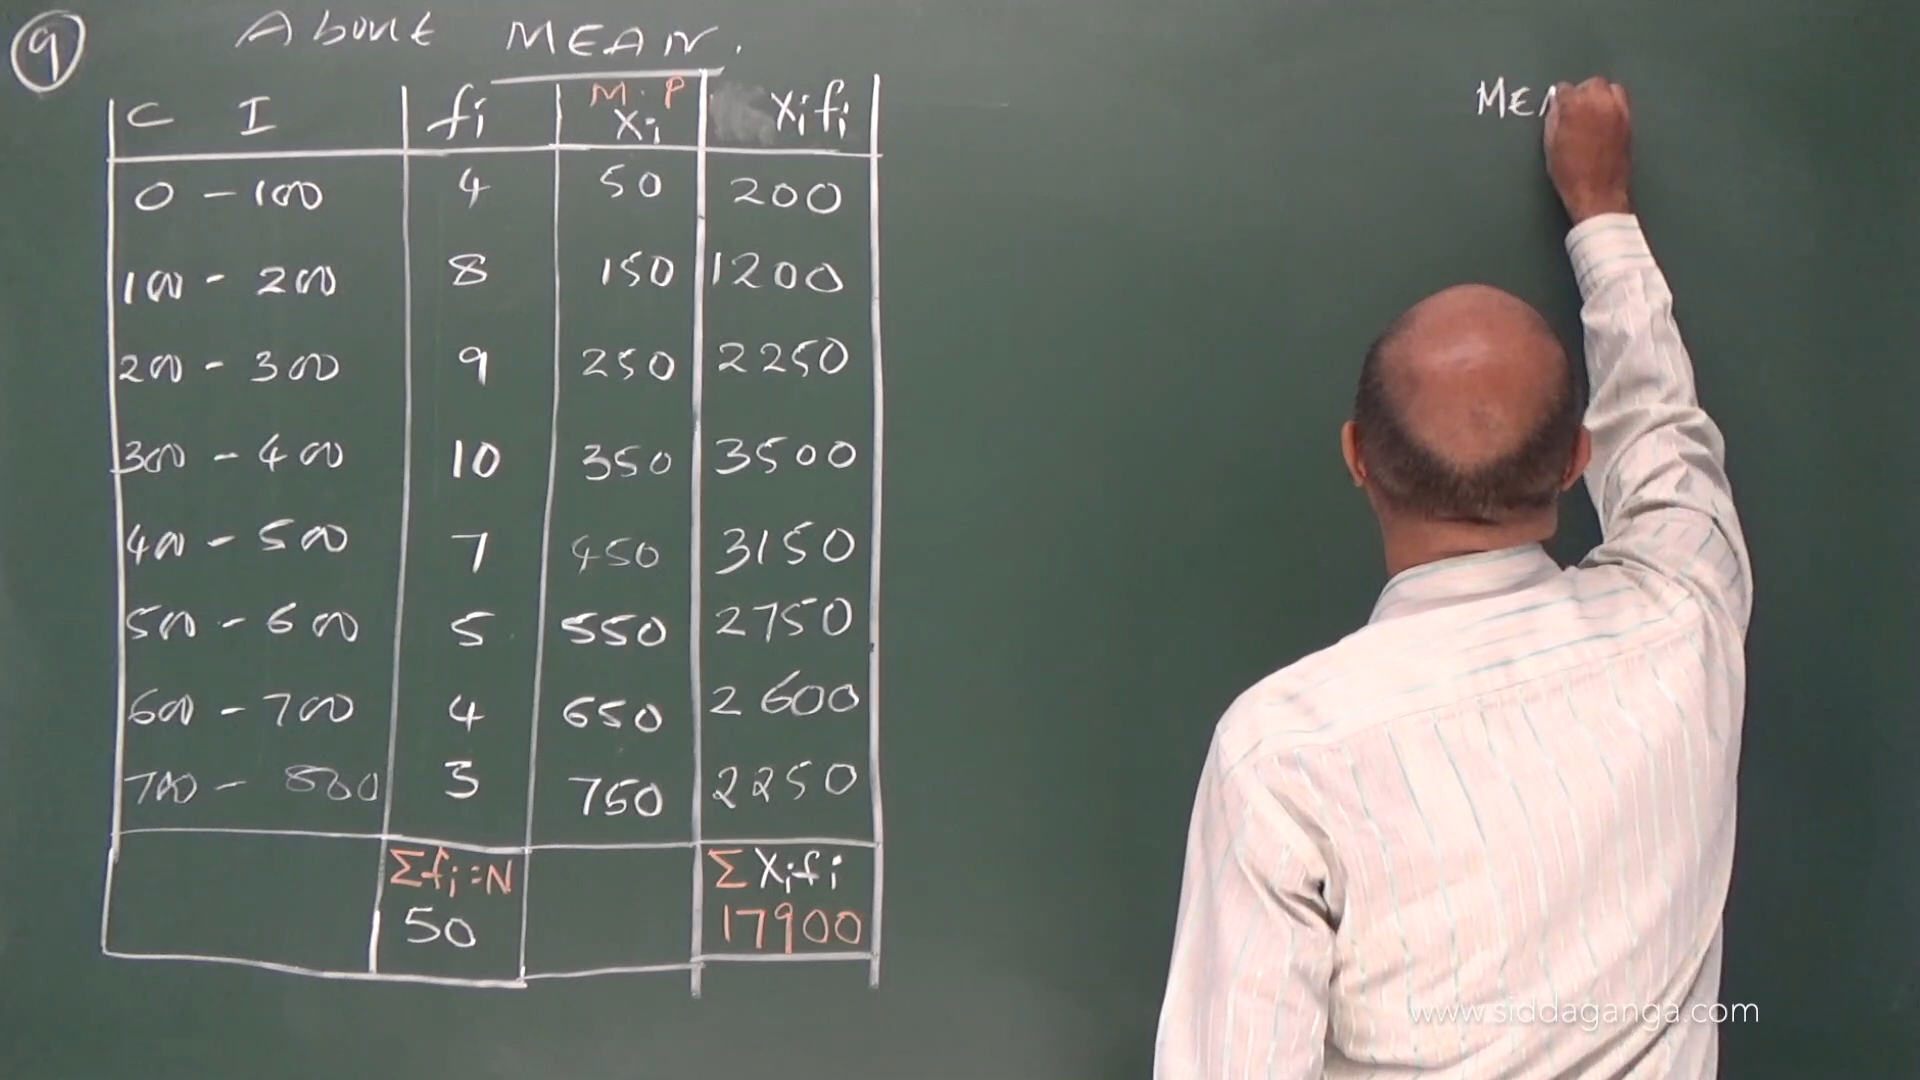 9 About MEAN.
C I fi M.P Xi Xifi
0 - 100 4 50 200
100 - 200 8 150 1200
200 - 300 9 250 2250
300 - 400 10 350 3500
400 - 500 7 450 3150
500 - 600 5 550 2750
600 - 700 4 650 2600
700 - 800 3 750 2250
Σfi=N ΣXifi
50 17900
MEA
www.siddaganga.com